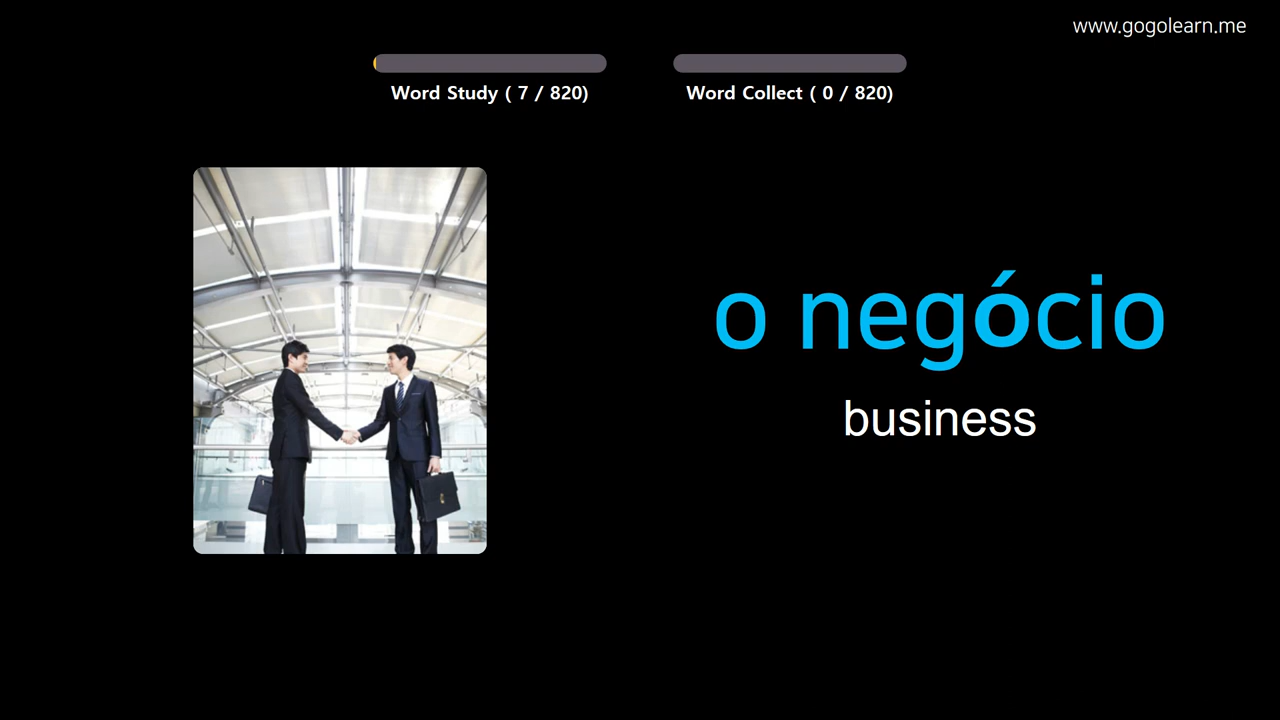 www.gogolearn.me
Word Study ( 7 / 820)
Word Collect ( 0 / 820)
o negócio
business